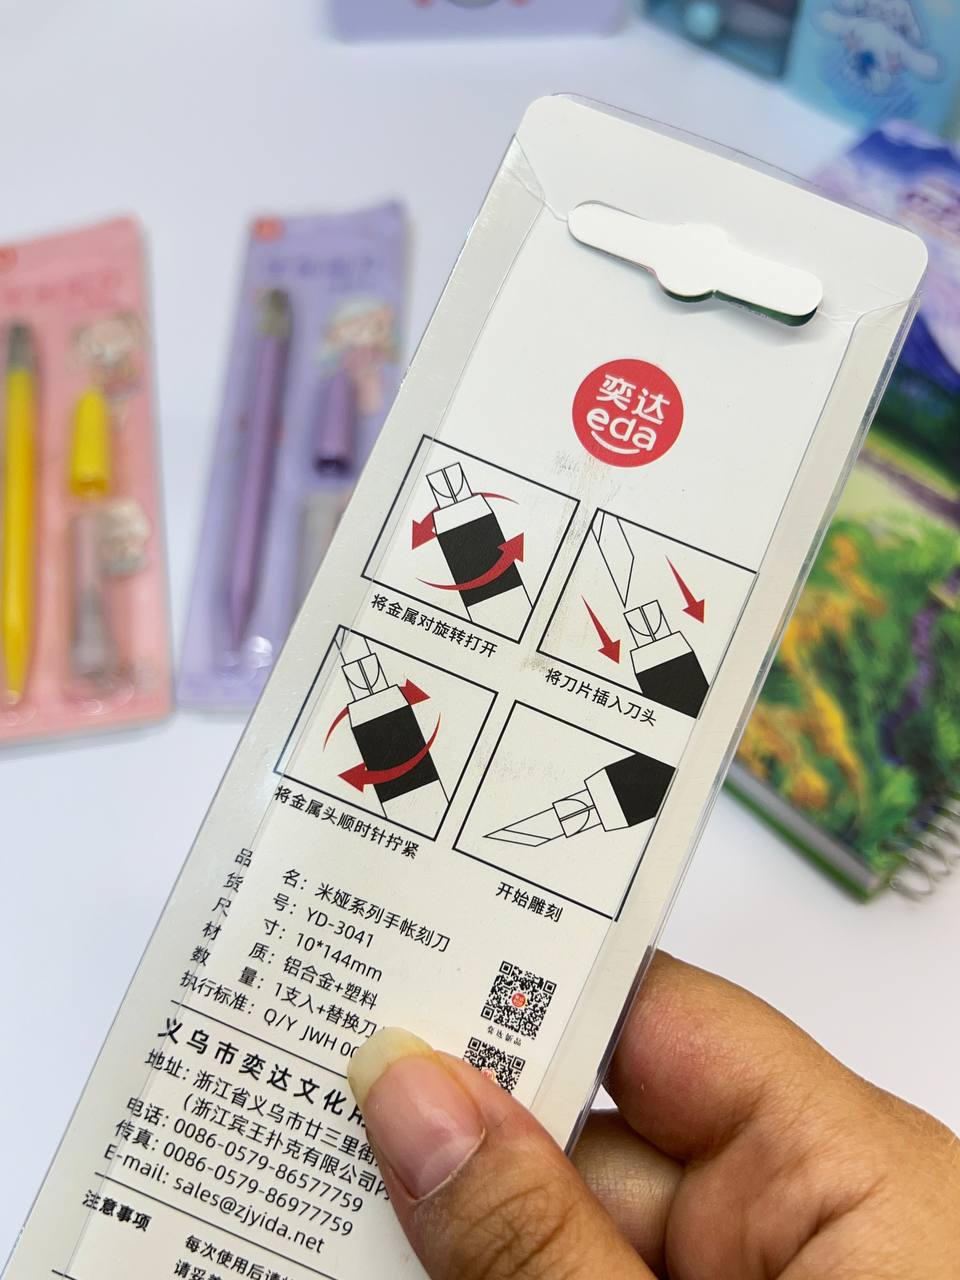 奕达
eda
将金属对旋转打开
将刀片插入刀头
将金属头顺时针拧紧
开始雕刻
品 名：米娅系列手帐刻刀
货 号：YD-3041
尺 寸：10*144mm
材 质：铝合金+塑料
数 量：1支入+替换刀
执行标准：Q/Y JWH 00
义乌市奕达文化用
地址：浙江省义乌市廿三里街
（浙江宾王扑克有限公司内
电话：0086-0579-86577759
传真：0086-0579-86977759
E-mail: sales@zjyida.net
注意事项
每次使用后请
请妥善